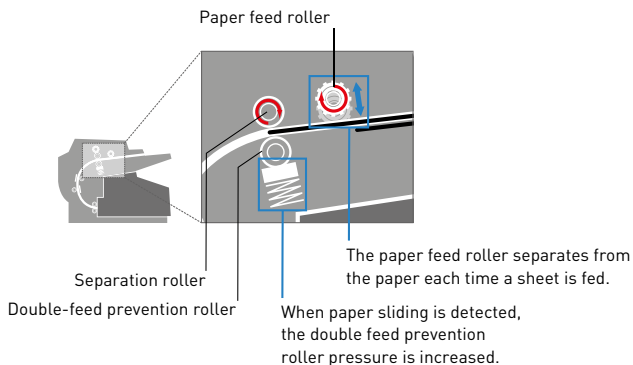 Paper feed roller
The paper feed roller separates from
the paper each time a sheet is fed.
Separation roller
Double-feed prevention roller
When paper sliding is detected,
the double feed prevention
roller pressure is increased.